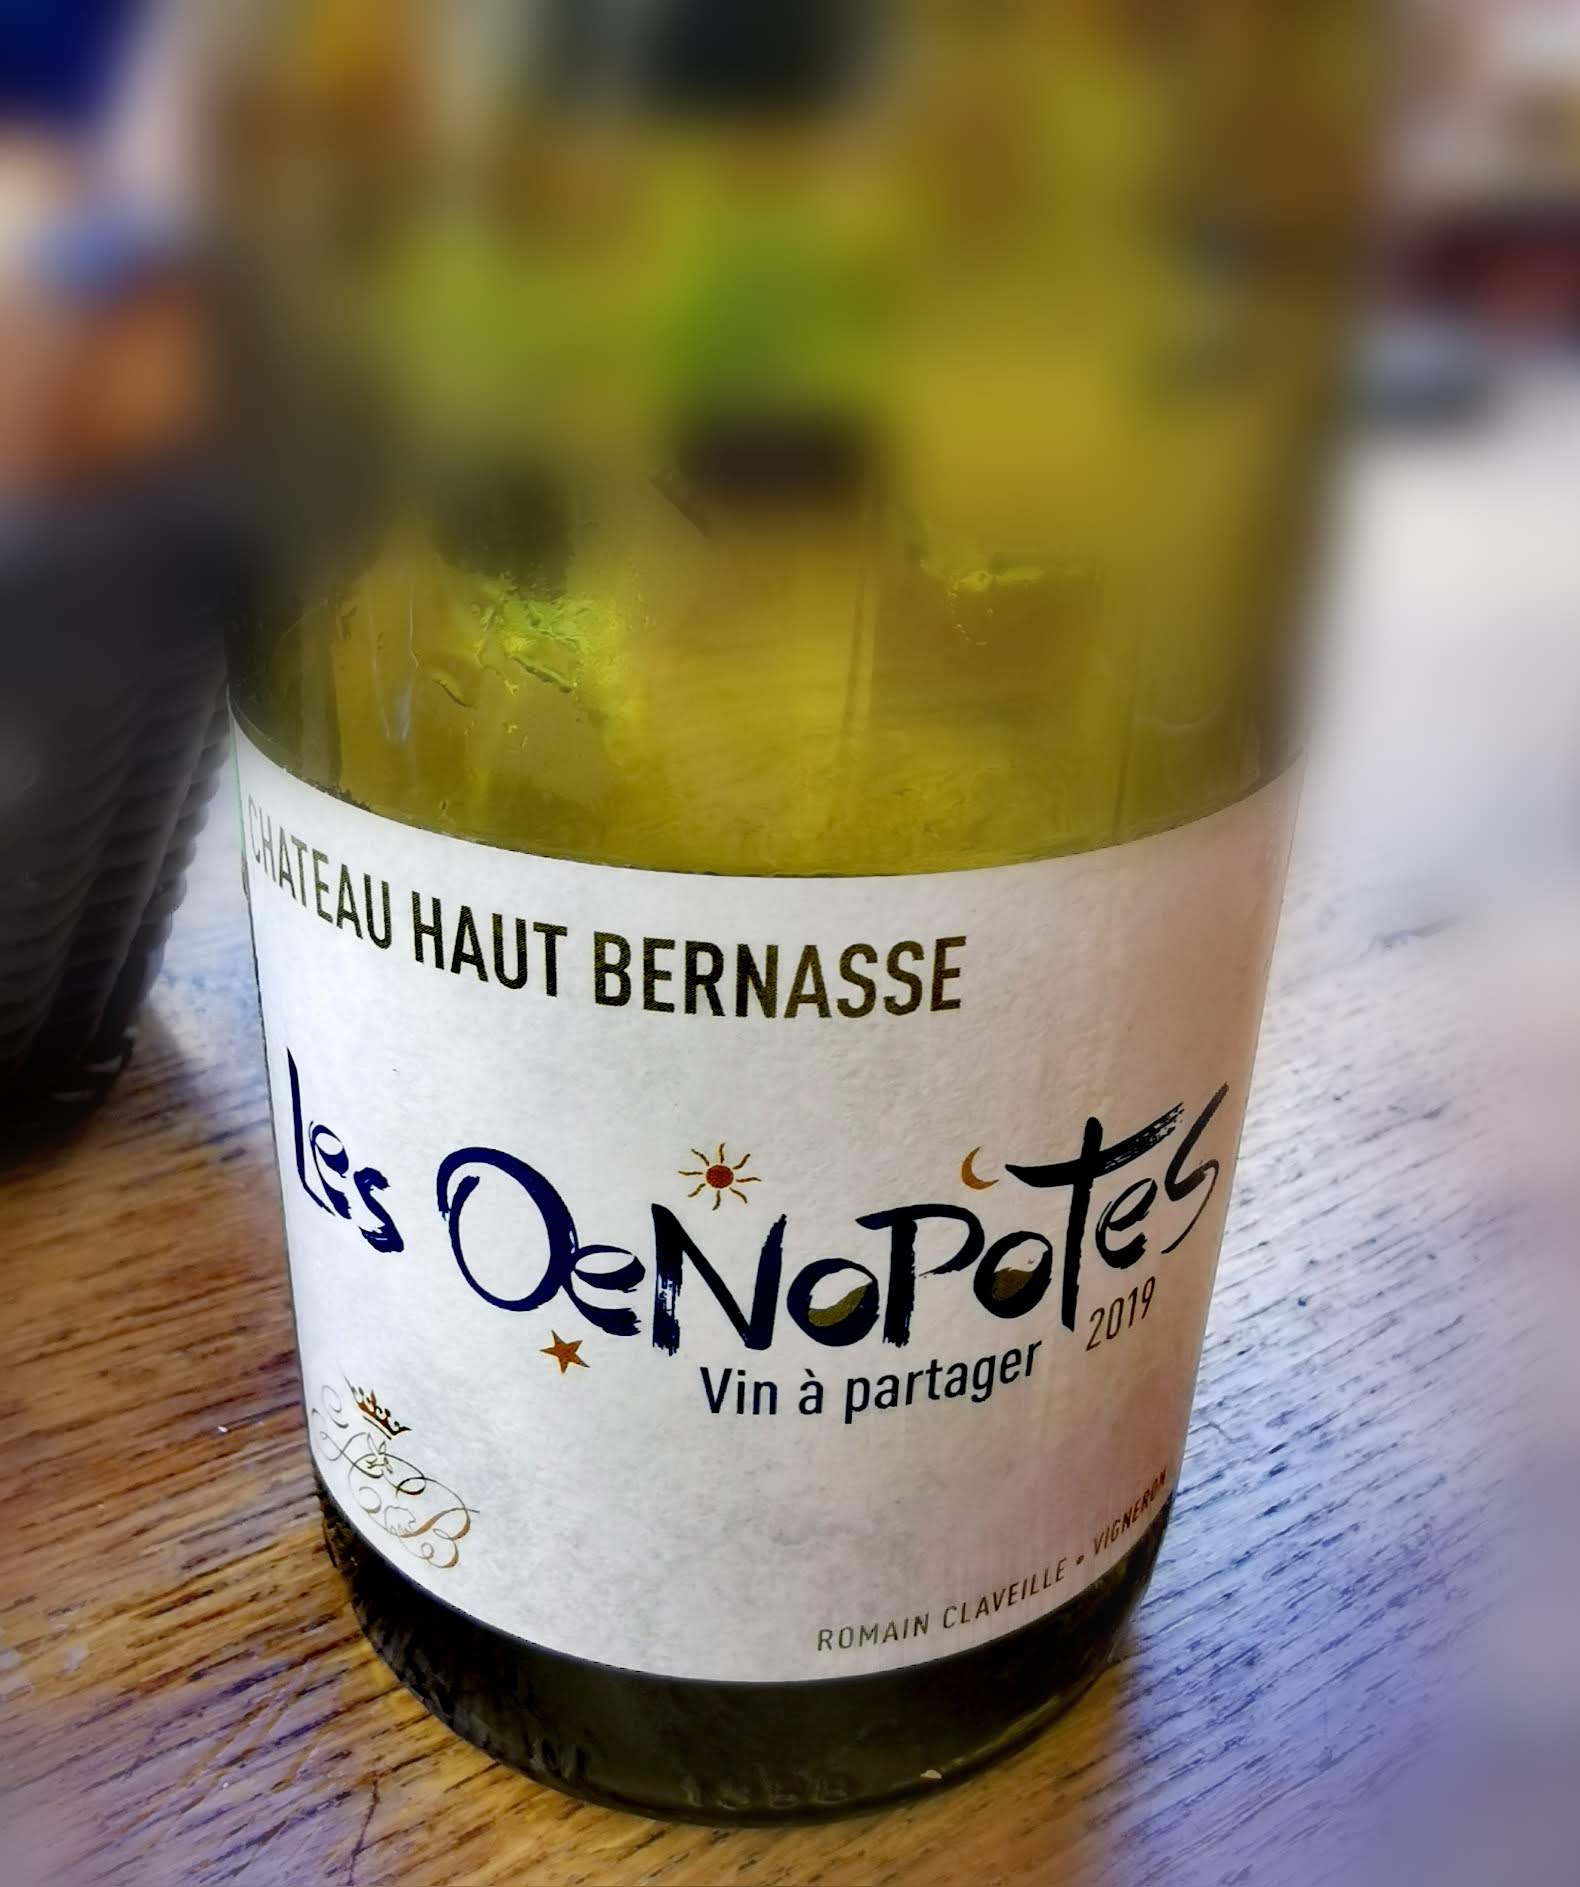 CHATEAU HAUT BERNASSE
Les OeNoPoTes
2019
Vin à partager
ROMAIN CLAVEILLE • VIGNERON